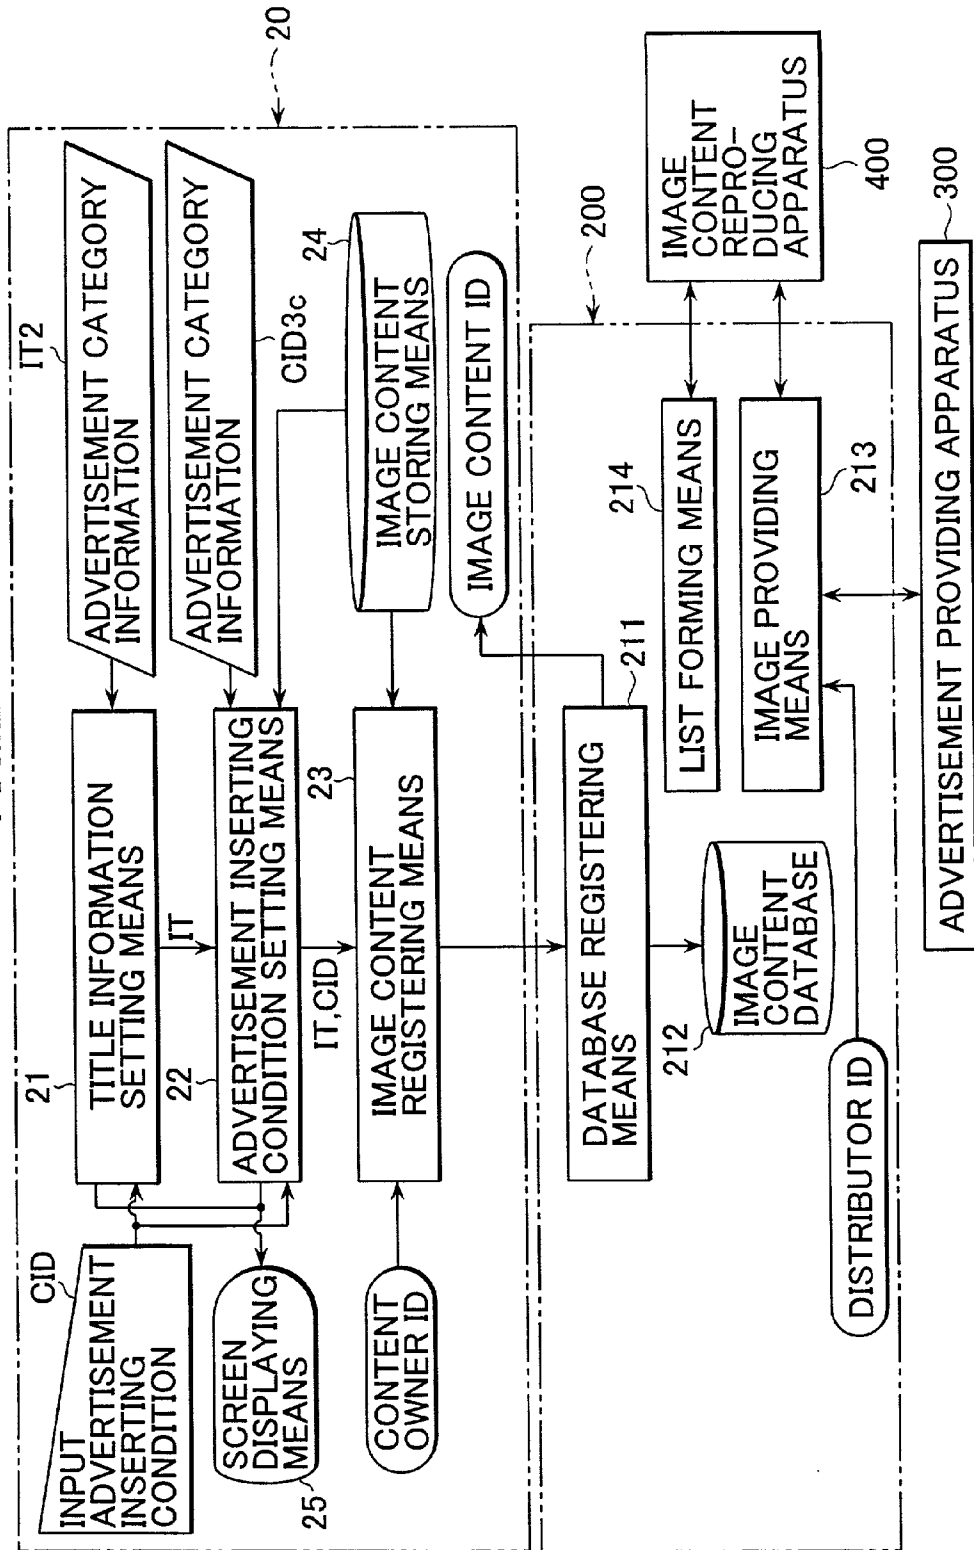 20
IT2
ADVERTISEMENT CATEGORY
INFORMATION
ADVERTISEMENT CATEGORY
INFORMATION
CID3c
24
IMAGE CONTENT
STORING MEANS
IMAGE CONTENT ID
21
TITLE INFORMATION
SETTING MEANS
IT
22
ADVERTISEMENT INSERTING
CONDITION SETTING MEANS
IT,CID
23
IMAGE CONTENT
REGISTERING MEANS
CID
INPUT
ADVERTISEMENT
INSERTING
CONDITION
SCREEN
DISPLAYING
MEANS
25
CONTENT
OWNER ID
200
IMAGE
CONTENT
REPRO-
DUCING
APPARATUS
400
214
LIST FORMING MEANS
IMAGE PROVIDING
MEANS
213
211
DATABASE REGISTERING
MEANS
212
IMAGE
CONTENT
DATABASE
DISTRIBUTOR ID
300
ADVERTISEMENT PROVIDING APPARATUS